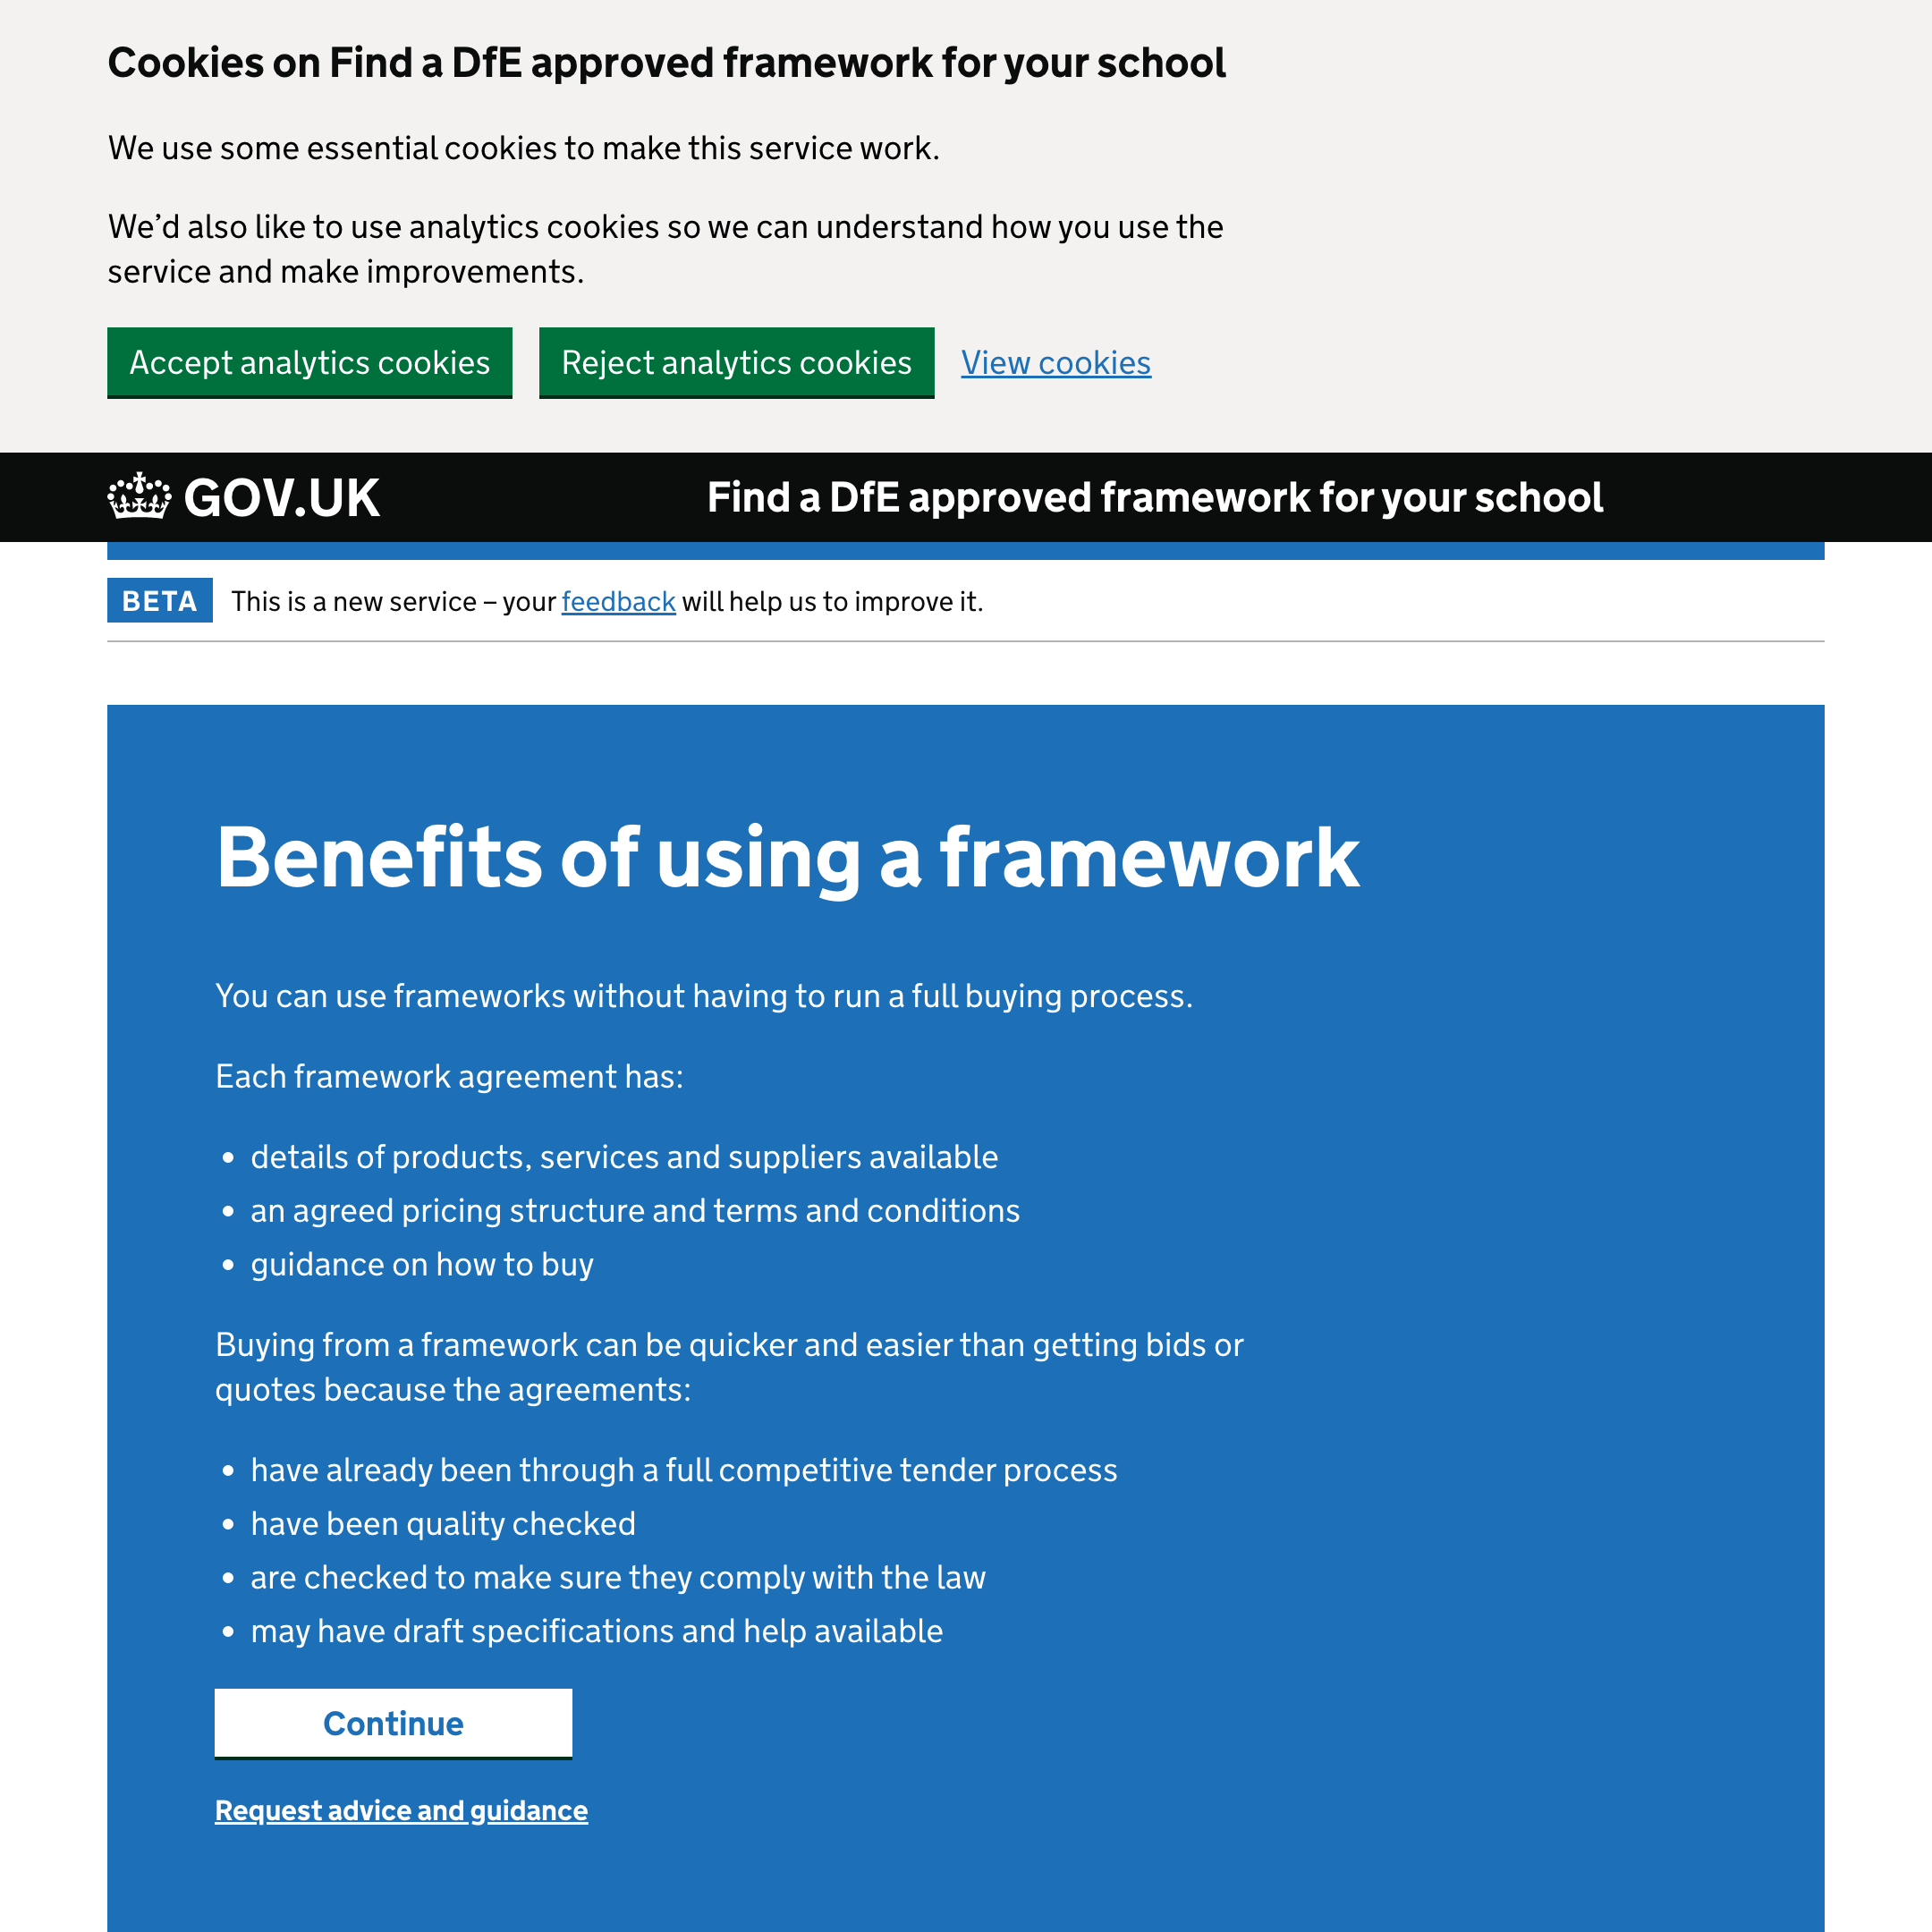 Cookies on Find a DfE approved framework for your school
We use some essential cookies to make this service work.
We’d also like to use analytics cookies so we can understand how you use the
service and make improvements.
Accept analytics cookies Reject analytics cookies View cookies
GOV.UK Find a DfE approved framework for your school
BETA This is a new service – your feedback will help us to improve it.
Benefits of using a framework
You can use frameworks without having to run a full buying process.
Each framework agreement has:
• details of products, services and suppliers available
• an agreed pricing structure and terms and conditions
• guidance on how to buy
Buying from a framework can be quicker and easier than getting bids or
quotes because the agreements:
• have already been through a full competitive tender process
• have been quality checked
• are checked to make sure they comply with the law
• may have draft specifications and help available
Continue
Request advice and guidance